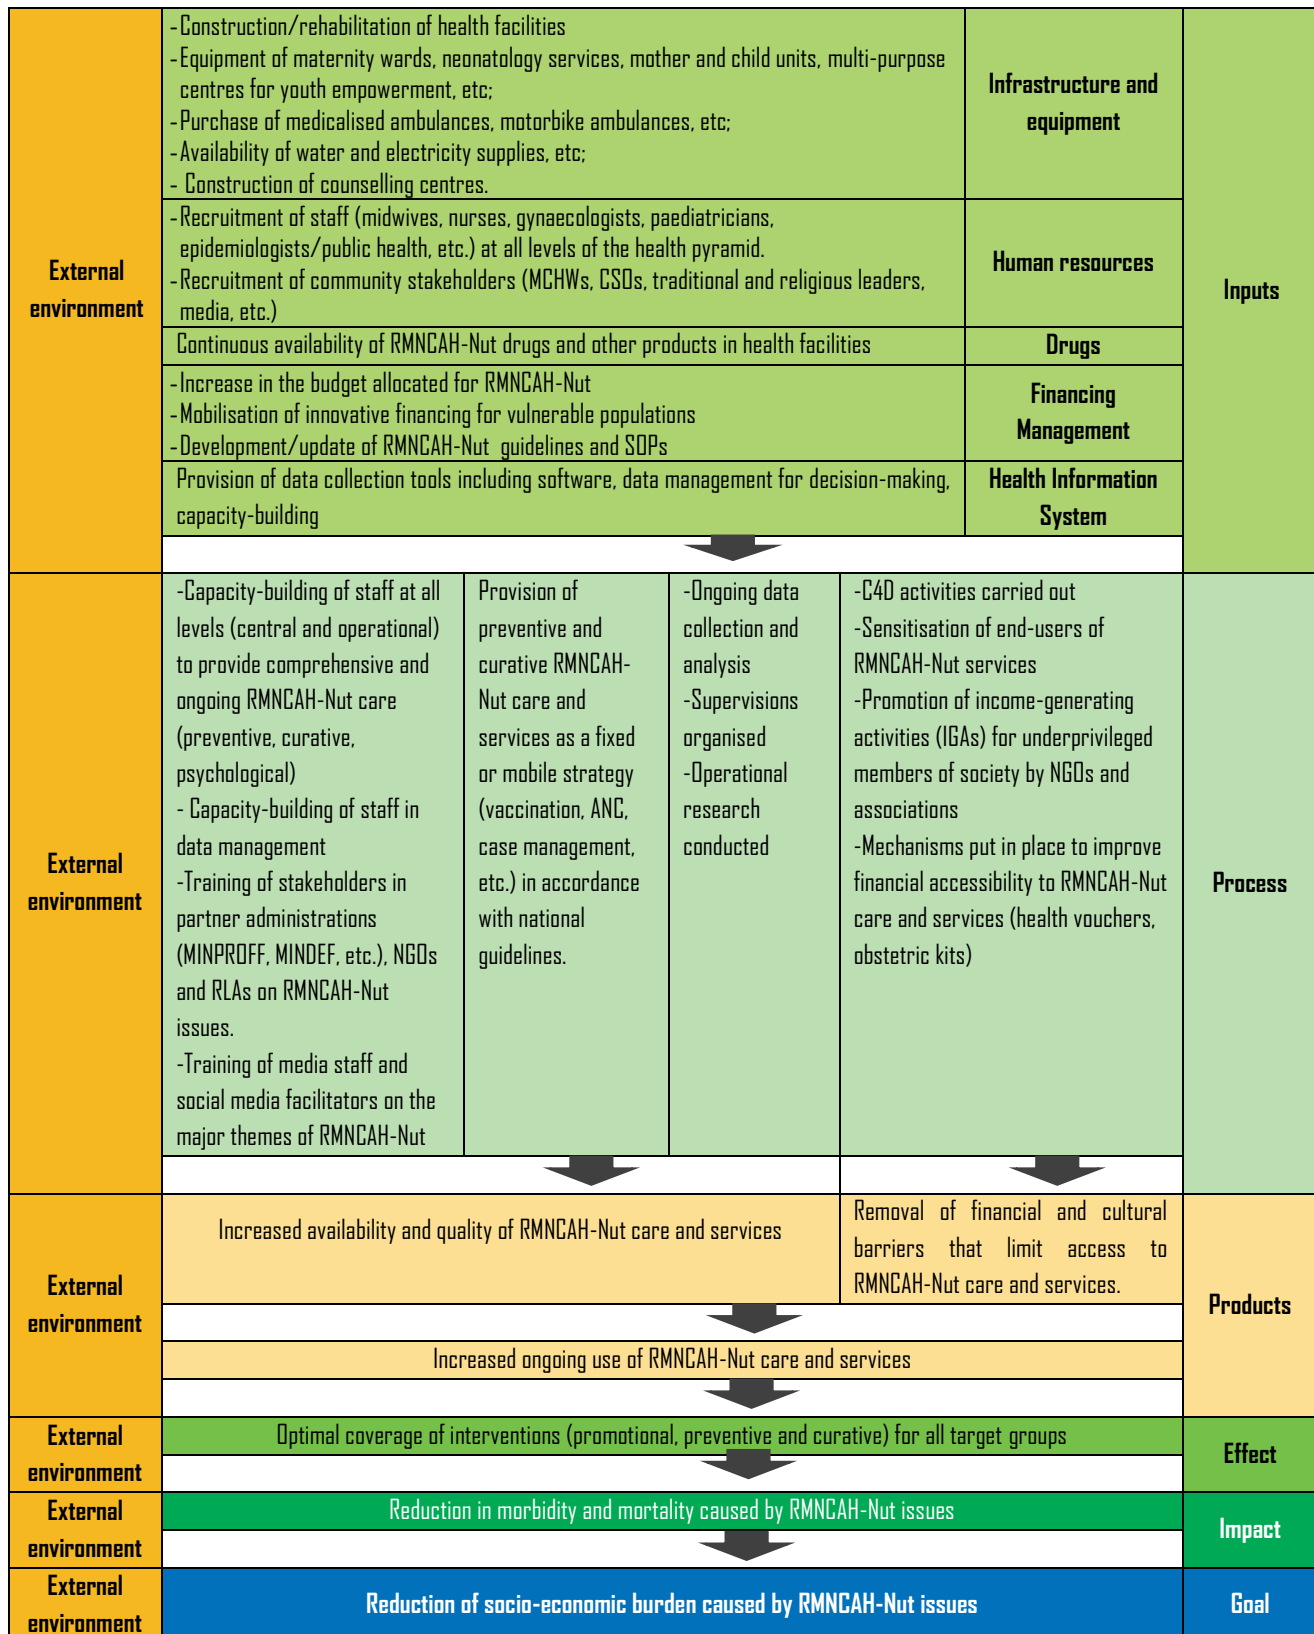 External
environment
-Construction/rehabilitation of health facilities
-Equipment of maternity wards, neonatology services, mother and child units, multi-purpose
centres for youth empowerment, etc;
-Purchase of medicalised ambulances, motorbike ambulances, etc;
-Availability of water and electricity supplies, etc;
- Construction of counselling centres.
Infrastructure and
equipment
-Recruitment of staff (midwives, nurses, gynaecologists, paediatricians,
epidemiologists/public health, etc.) at all levels of the health pyramid.
-Recruitment of community stakeholders (MCHWs, CSOs, traditional and religious leaders,
media, etc.)
Human resources
Continuous availability of RMNCAH-Nut drugs and other products in health facilities
Drugs
-Increase in the budget allocated for RMNCAH-Nut
-Mobilisation of innovative financing for vulnerable populations
-Development/update of RMNCAH-Nut guidelines and SOPs
Financing
Management
Provision of data collection tools including software, data management for decision-making,
capacity-building
Health Information
System
Inputs
External
environment
-Capacity-building of staff at all
levels (central and operational)
to provide comprehensive and
ongoing RMNCAH-Nut care
(preventive, curative,
psychological)
- Capacity-building of staff in
data management
-Training of stakeholders in
partner administrations
(MINPROFF, MINDEF, etc.), NGOs
and RLAs on RMNCAH-Nut
issues.
-Training of media staff and
social media facilitators on the
major themes of RMNCAH-Nut
Provision of
preventive and
curative RMNCAH-
Nut care and
services as a fixed
or mobile strategy
(vaccination, ANC,
case management,
etc.) in accordance
with national
guidelines.
-Ongoing data
collection and
analysis
-Supervisions
organised
-Operational
research
conducted
-C4D activities carried out
-Sensitisation of end-users of
RMNCAH-Nut services
-Promotion of income-generating
activities (IGAs) for underprivileged
members of society by NGOs and
associations
-Mechanisms put in place to improve
financial accessibility to RMNCAH-Nut
care and services (health vouchers,
obstetric kits)
Process
External
environment
Increased availability and quality of RMNCAH-Nut care and services
Removal of financial and cultural
barriers that limit access to
RMNCAH-Nut care and services.
Increased ongoing use of RMNCAH-Nut care and services
Products
External
environment
Optimal coverage of interventions (promotional, preventive and curative) for all target groups
Effect
External
environment
Reduction in morbidity and mortality caused by RMNCAH-Nut issues
Impact
External
environment
Reduction of socio-economic burden caused by RMNCAH-Nut issues
Goal